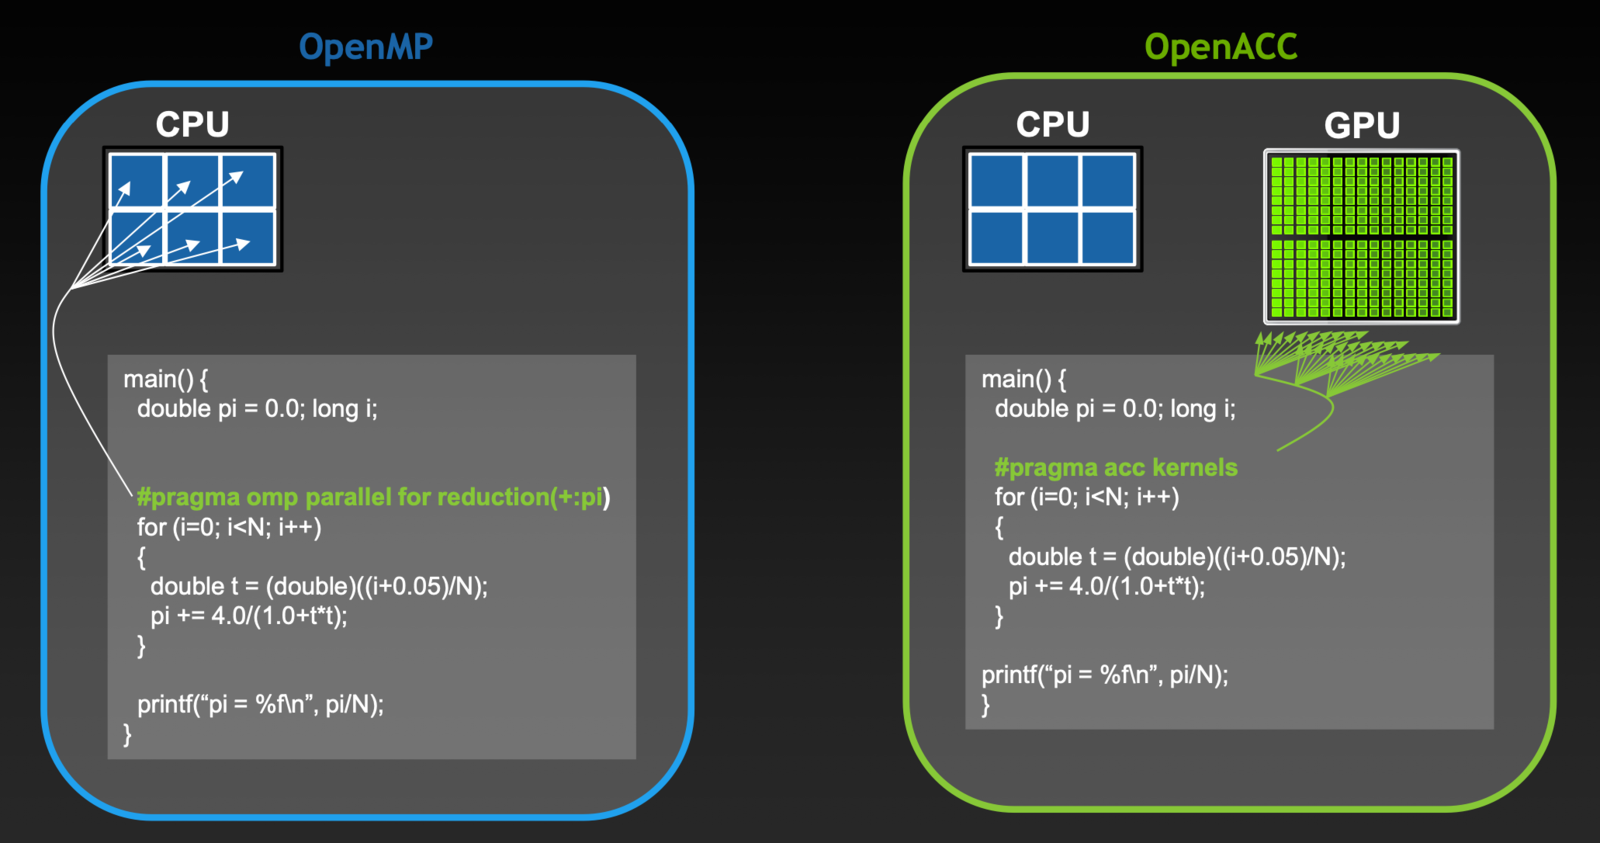 OpenMP
CPU
main() {
double pi = 0.0; long i;
#pragma omp parallel for reduction(+:pi)
for (i=0; i<N; i++)
{
double t = (double)((i+0.05)/N);
pi += 4.0/(1.0+t*t);
}
printf(“pi = %f\n”, pi/N);
}
OpenACC
CPU
GPU
main() {
double pi = 0.0; long i;
#pragma acc kernels
for (i=0; i<N; i++)
{
double t = (double)((i+0.05)/N);
pi += 4.0/(1.0+t*t);
}
printf(“pi = %f\n”, pi/N);
}